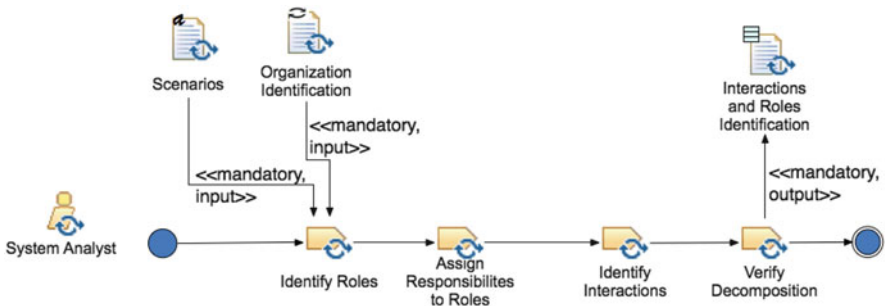 a
Scenarios
Organization
Identification
<<mandatory,
input>>
<<mandatory,
input>>
Interactions
and Roles
Identification
<<mandatory,
output>>
System Analyst
Identify Roles
Assign
Responsibilites
to Roles
Identify
Interactions
Verify
Decomposition